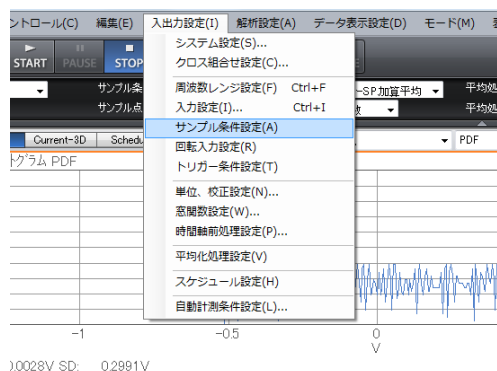 ントロール(C) 編集(E) 入出力設定(I) 解析設定(A) データ表示設定(D) モード(M)
START PAUSE STOP
システム設定(S)...
クロス組合せ設定(C)...
周波数レンジ設定(F) Ctrl+F
入力設定(I)... Ctrl+I
サンプル条件設定(A)
回転入力設定(R)
トリガー条件設定(T)
単位、校正設定(N)...
窓関数設定(W)...
時間軸前処理設定(P)...
平均化処理設定(V)
スケジュール設定(H)
自動計測条件設定(L)...
サンプル条
-SP加算平均 平均処
サンプル点
数 平均処
Current-3D Schedu
PDF
トグラム PDF
-1 -0.5 0
V
0.0028V SD: 0.2991V